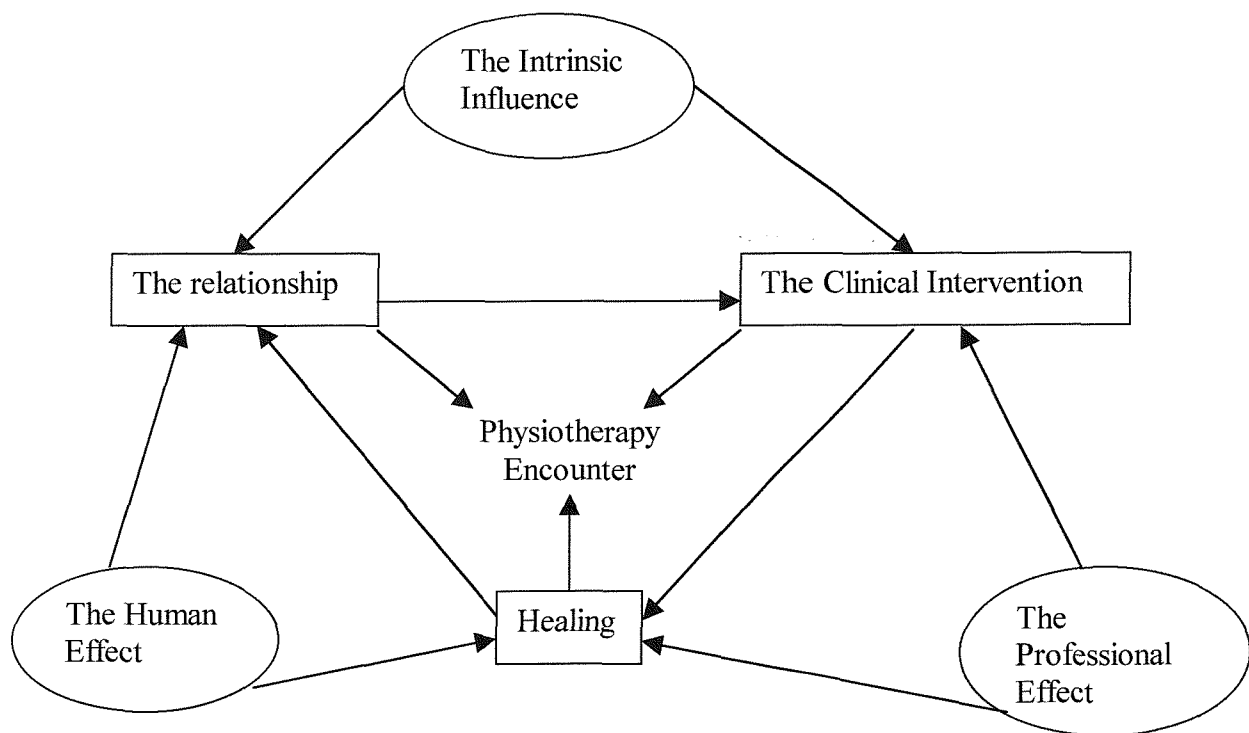 The Intrinsic
Influence
The relationship
The Clinical Intervention
Physiotherapy
Encounter
The Human
Effect
Healing
The
Professional
Effect